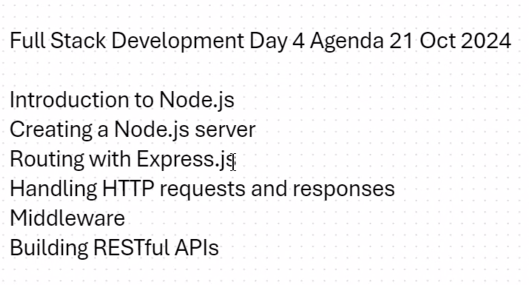 Full Stack Development Day 4 Agenda 21 Oct 2024
Introduction to Node.js
Creating a Node.js server
Routing with Express.js
Handling HTTP requests and responses
Middleware
Building RESTful APIs